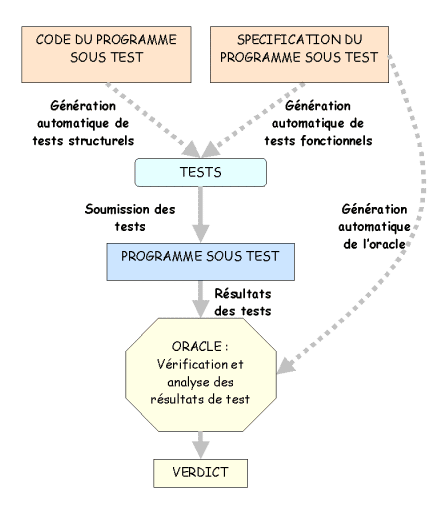 CODE DU PROGRAMME
SOUS TEST
SPECIFICATION DU
PROGRAMME SOUS TEST
Génération
automatique de
tests structurels
Génération
automatique de
tests fonctionnels
TESTS
Soumission des
tests
Génération
automatique
de l'oracle
PROGRAMME SOUS TEST
Résultats
des tests
ORACLE :
Vérification et
analyse des
résultats de test
VERDICT